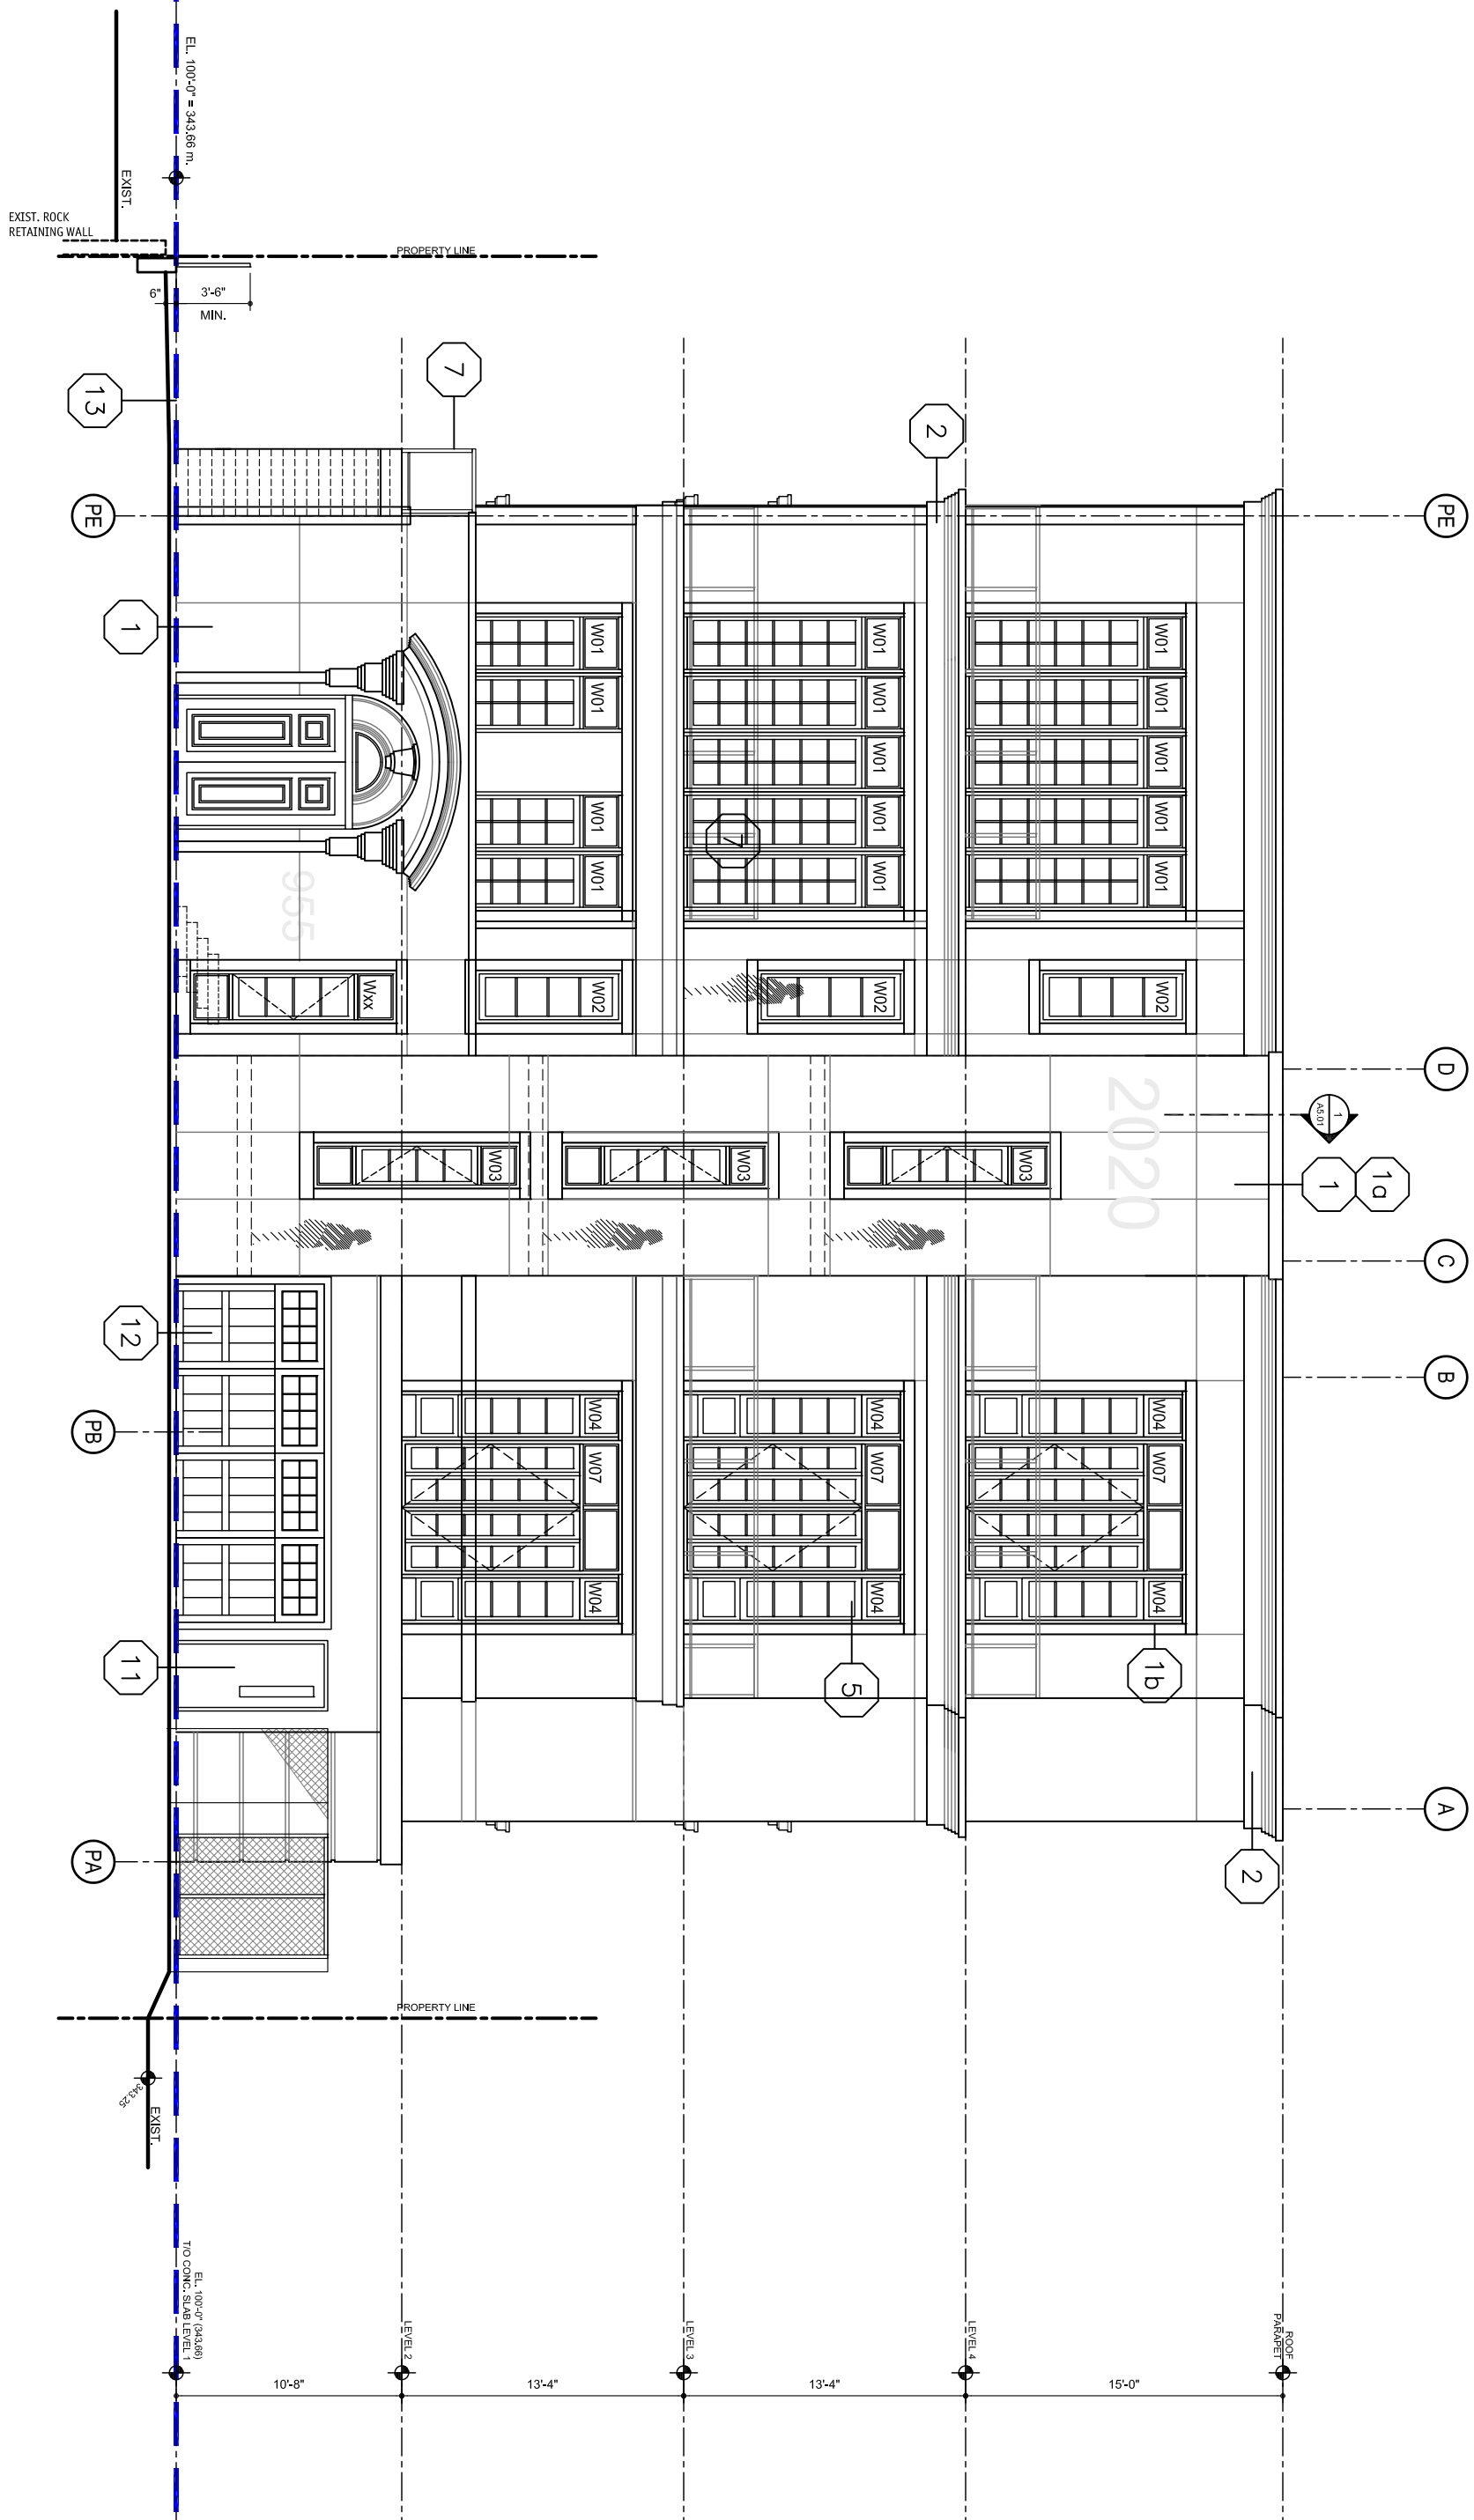 EL. 100'-0" = 343.66 m.
EXIST.
EXIST. ROCK
RETAINING WALL
PROPERTY LINE
6"
3'-6"
MIN.
13
7
2
PE
PE
1
W01
W01
W01
W01
W01
W01
W01
W01
W01
W01
W01
W01
W01
W01
7
955
Wxx
W02
W02
W02
D
2020
1
A5.01
1
1a
W03
W03
W03
C
12
B
PB
W04
W07
W04
W04
W07
W04
W04
W07
W04
11
5
1b
A
PA
2
PROPERTY LINE
343.25
EXIST.
EL. 100'-0" (343.66)
T/O CONC. SLAB LEVEL 1
LEVEL 2
LEVEL 3
LEVEL 4
ROOF
PARAPET
10'-8"
13'-4"
13'-4"
15'-0"